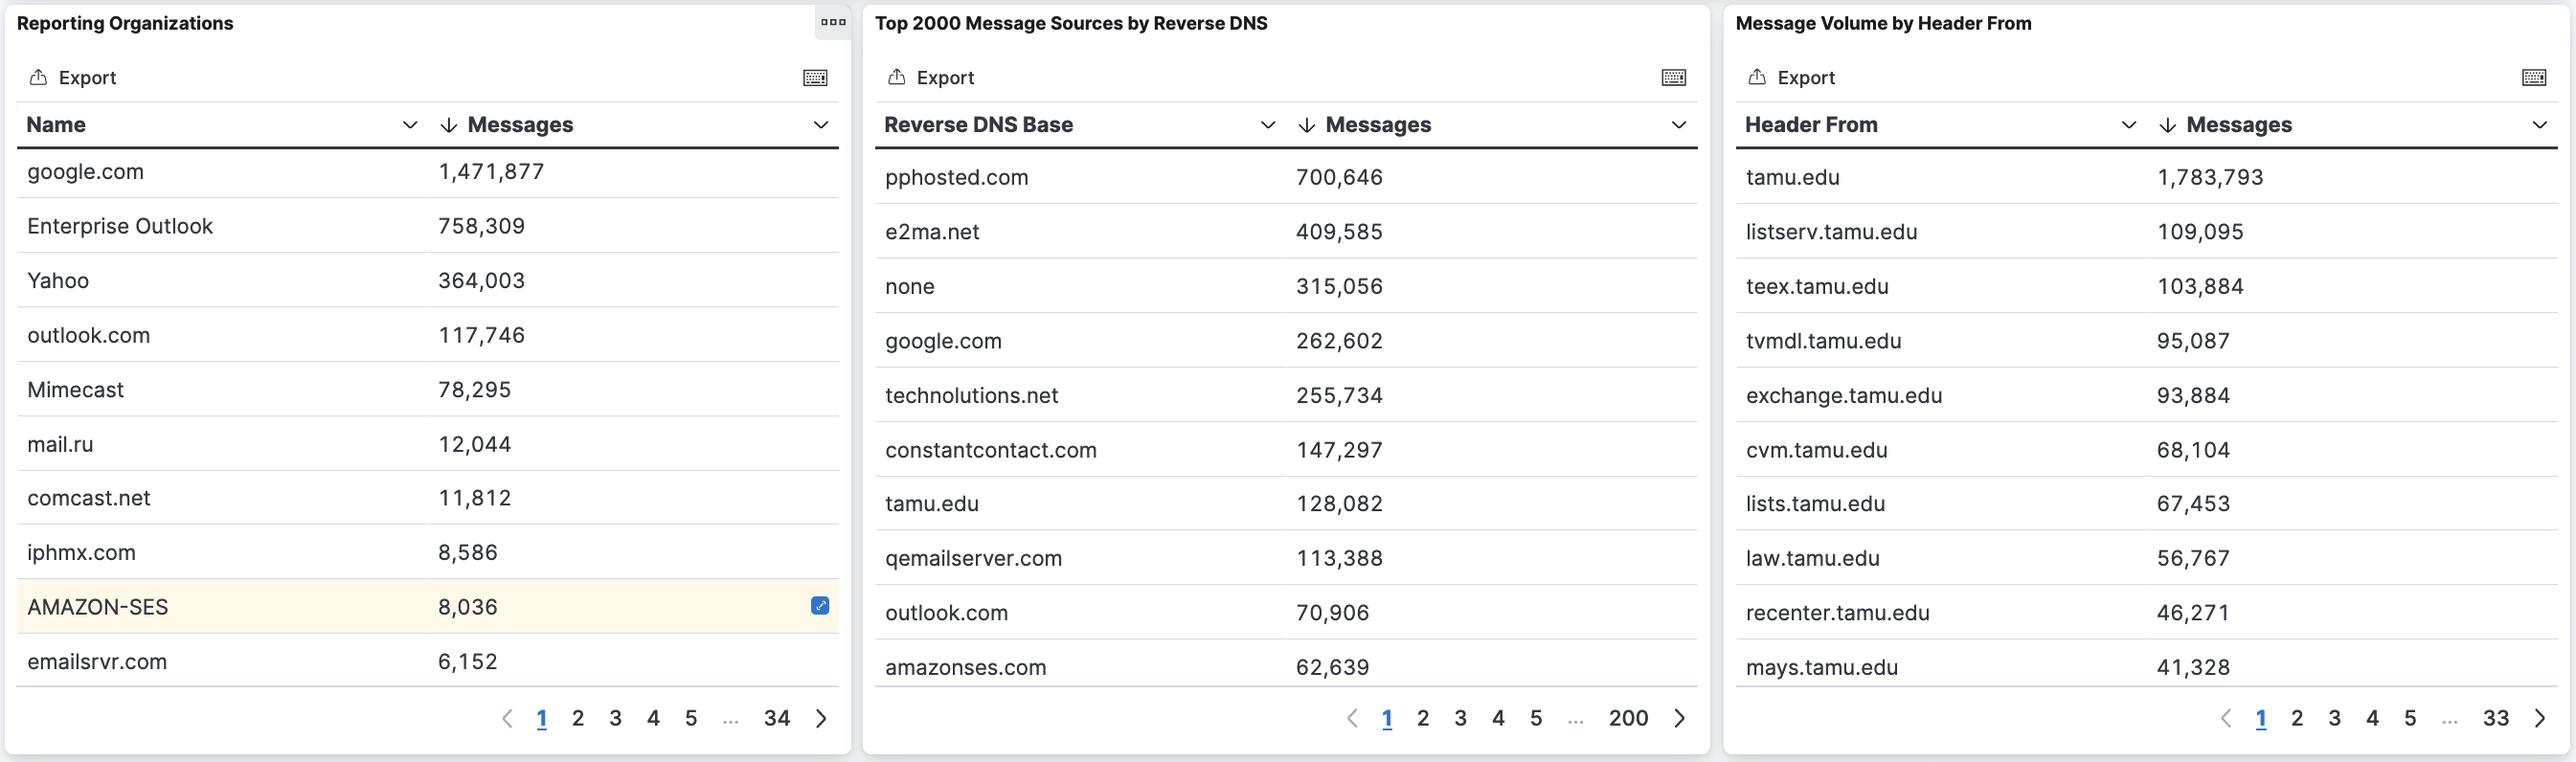 Reporting Organizations
Export
Name Messages
google.com 1,471,877
Enterprise Outlook 758,309
Yahoo 364,003
outlook.com 117,746
Mimecast 78,295
mail.ru 12,044
comcast.net 11,812
iphmx.com 8,586
AMAZON-SES 8,036
emailsrvr.com 6,152
1 2 3 4 5 ... 34
Top 2000 Message Sources by Reverse DNS
Export
Reverse DNS Base Messages
pphosted.com 700,646
e2ma.net 409,585
none 315,056
google.com 262,602
technolutions.net 255,734
constantcontact.com 147,297
tamu.edu 128,082
qemailserver.com 113,388
outlook.com 70,906
amazonses.com 62,639
1 2 3 4 5 ... 200
Message Volume by Header From
Export
Header From Messages
tamu.edu 1,783,793
listserv.tamu.edu 109,095
teex.tamu.edu 103,884
tvmdl.tamu.edu 95,087
exchange.tamu.edu 93,884
cvm.tamu.edu 68,104
lists.tamu.edu 67,453
law.tamu.edu 56,767
recenter.tamu.edu 46,271
mays.tamu.edu 41,328
1 2 3 4 5 ... 33